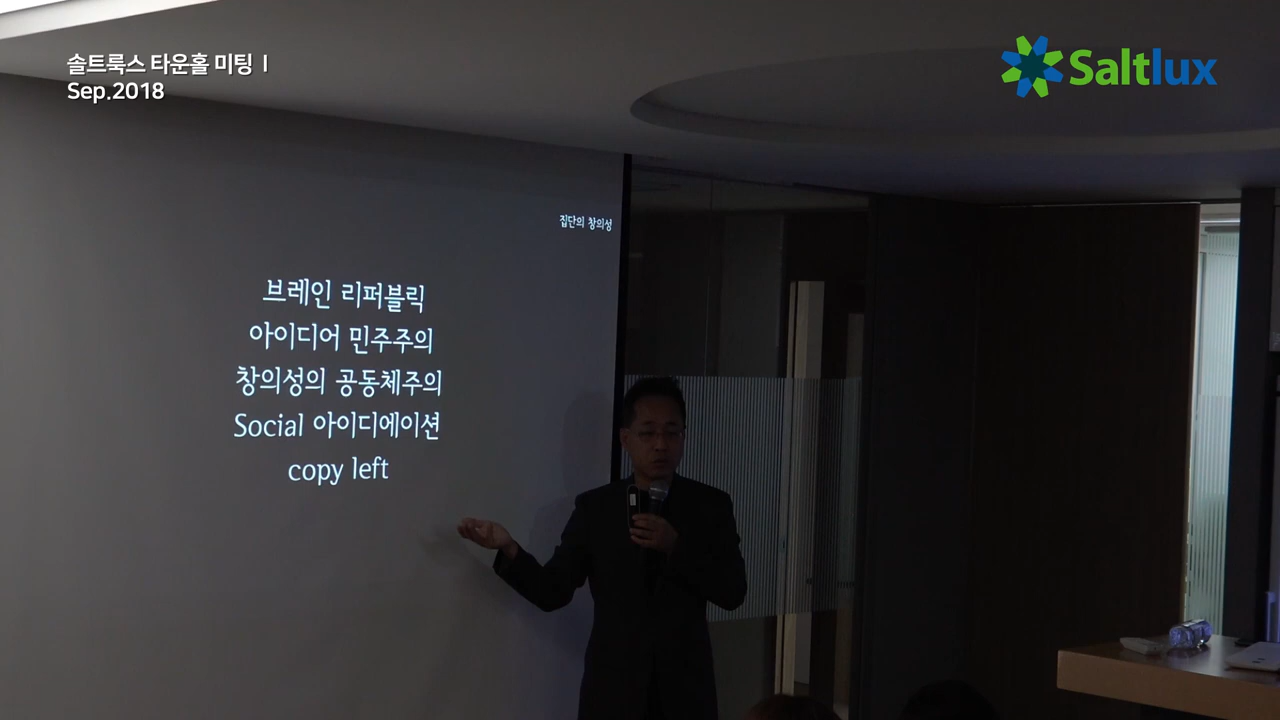 솔트룩스 타운홀 미팅 I
Sep.2018
Saltlux
집단의 창의성
브레인 리퍼블릭
아이디어 민주주의
창의성의 공동체주의
Social 아이디에이션
copy left